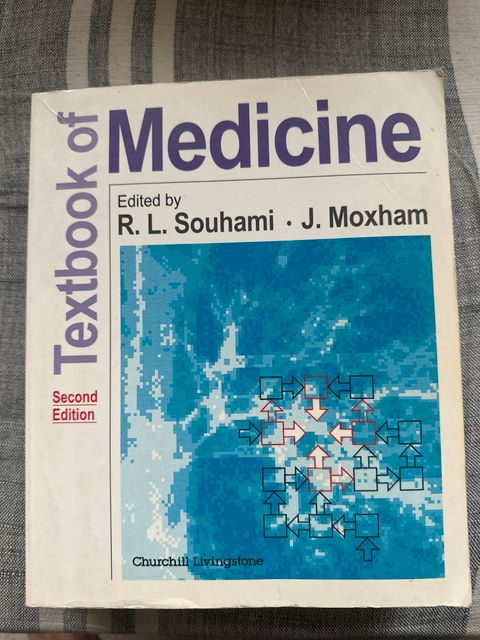 Textbook of
Medicine
Edited by
R. L. Souhami · J. Moxham
Second
Edition
Churchill Livingstone